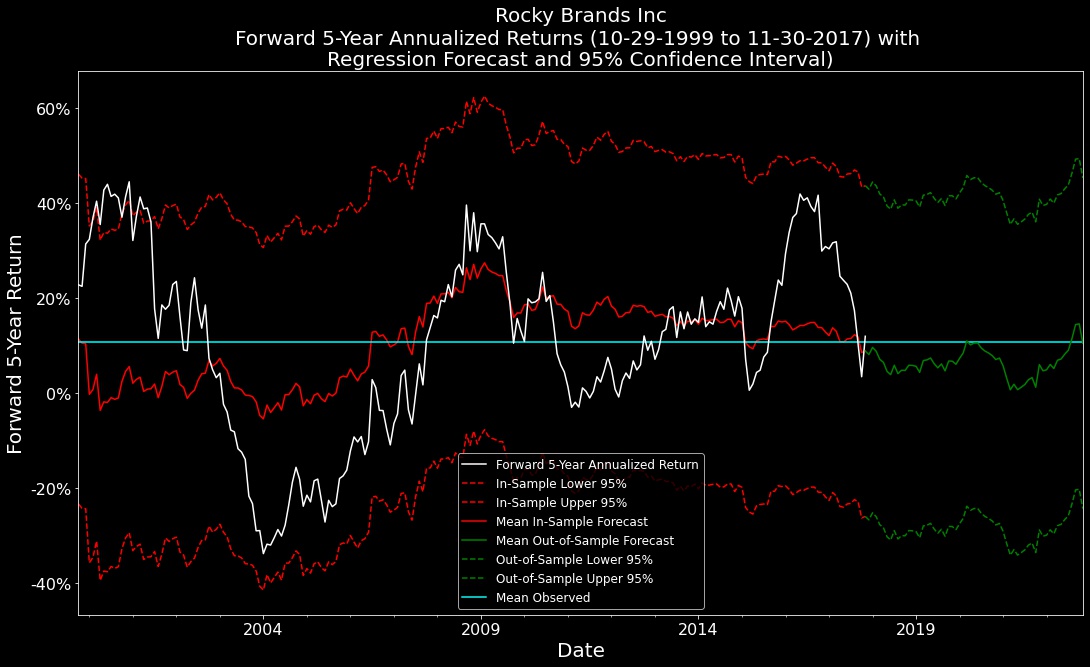 Rocky Brands Inc
Forward 5-Year Annualized Returns (10-29-1999 to 11-30-2017) with
Regression Forecast and 95% Confidence Interval)
Forward 5-Year Return
60%
40%
20%
0%
-20%
-40%
Forward 5-Year Annualized Return
In-Sample Lower 95%
In-Sample Upper 95%
Mean In-Sample Forecast
Mean Out-of-Sample Forecast
Out-of-Sample Lower 95%
Out-of-Sample Upper 95%
Mean Observed
2004 2009 2014 2019
Date